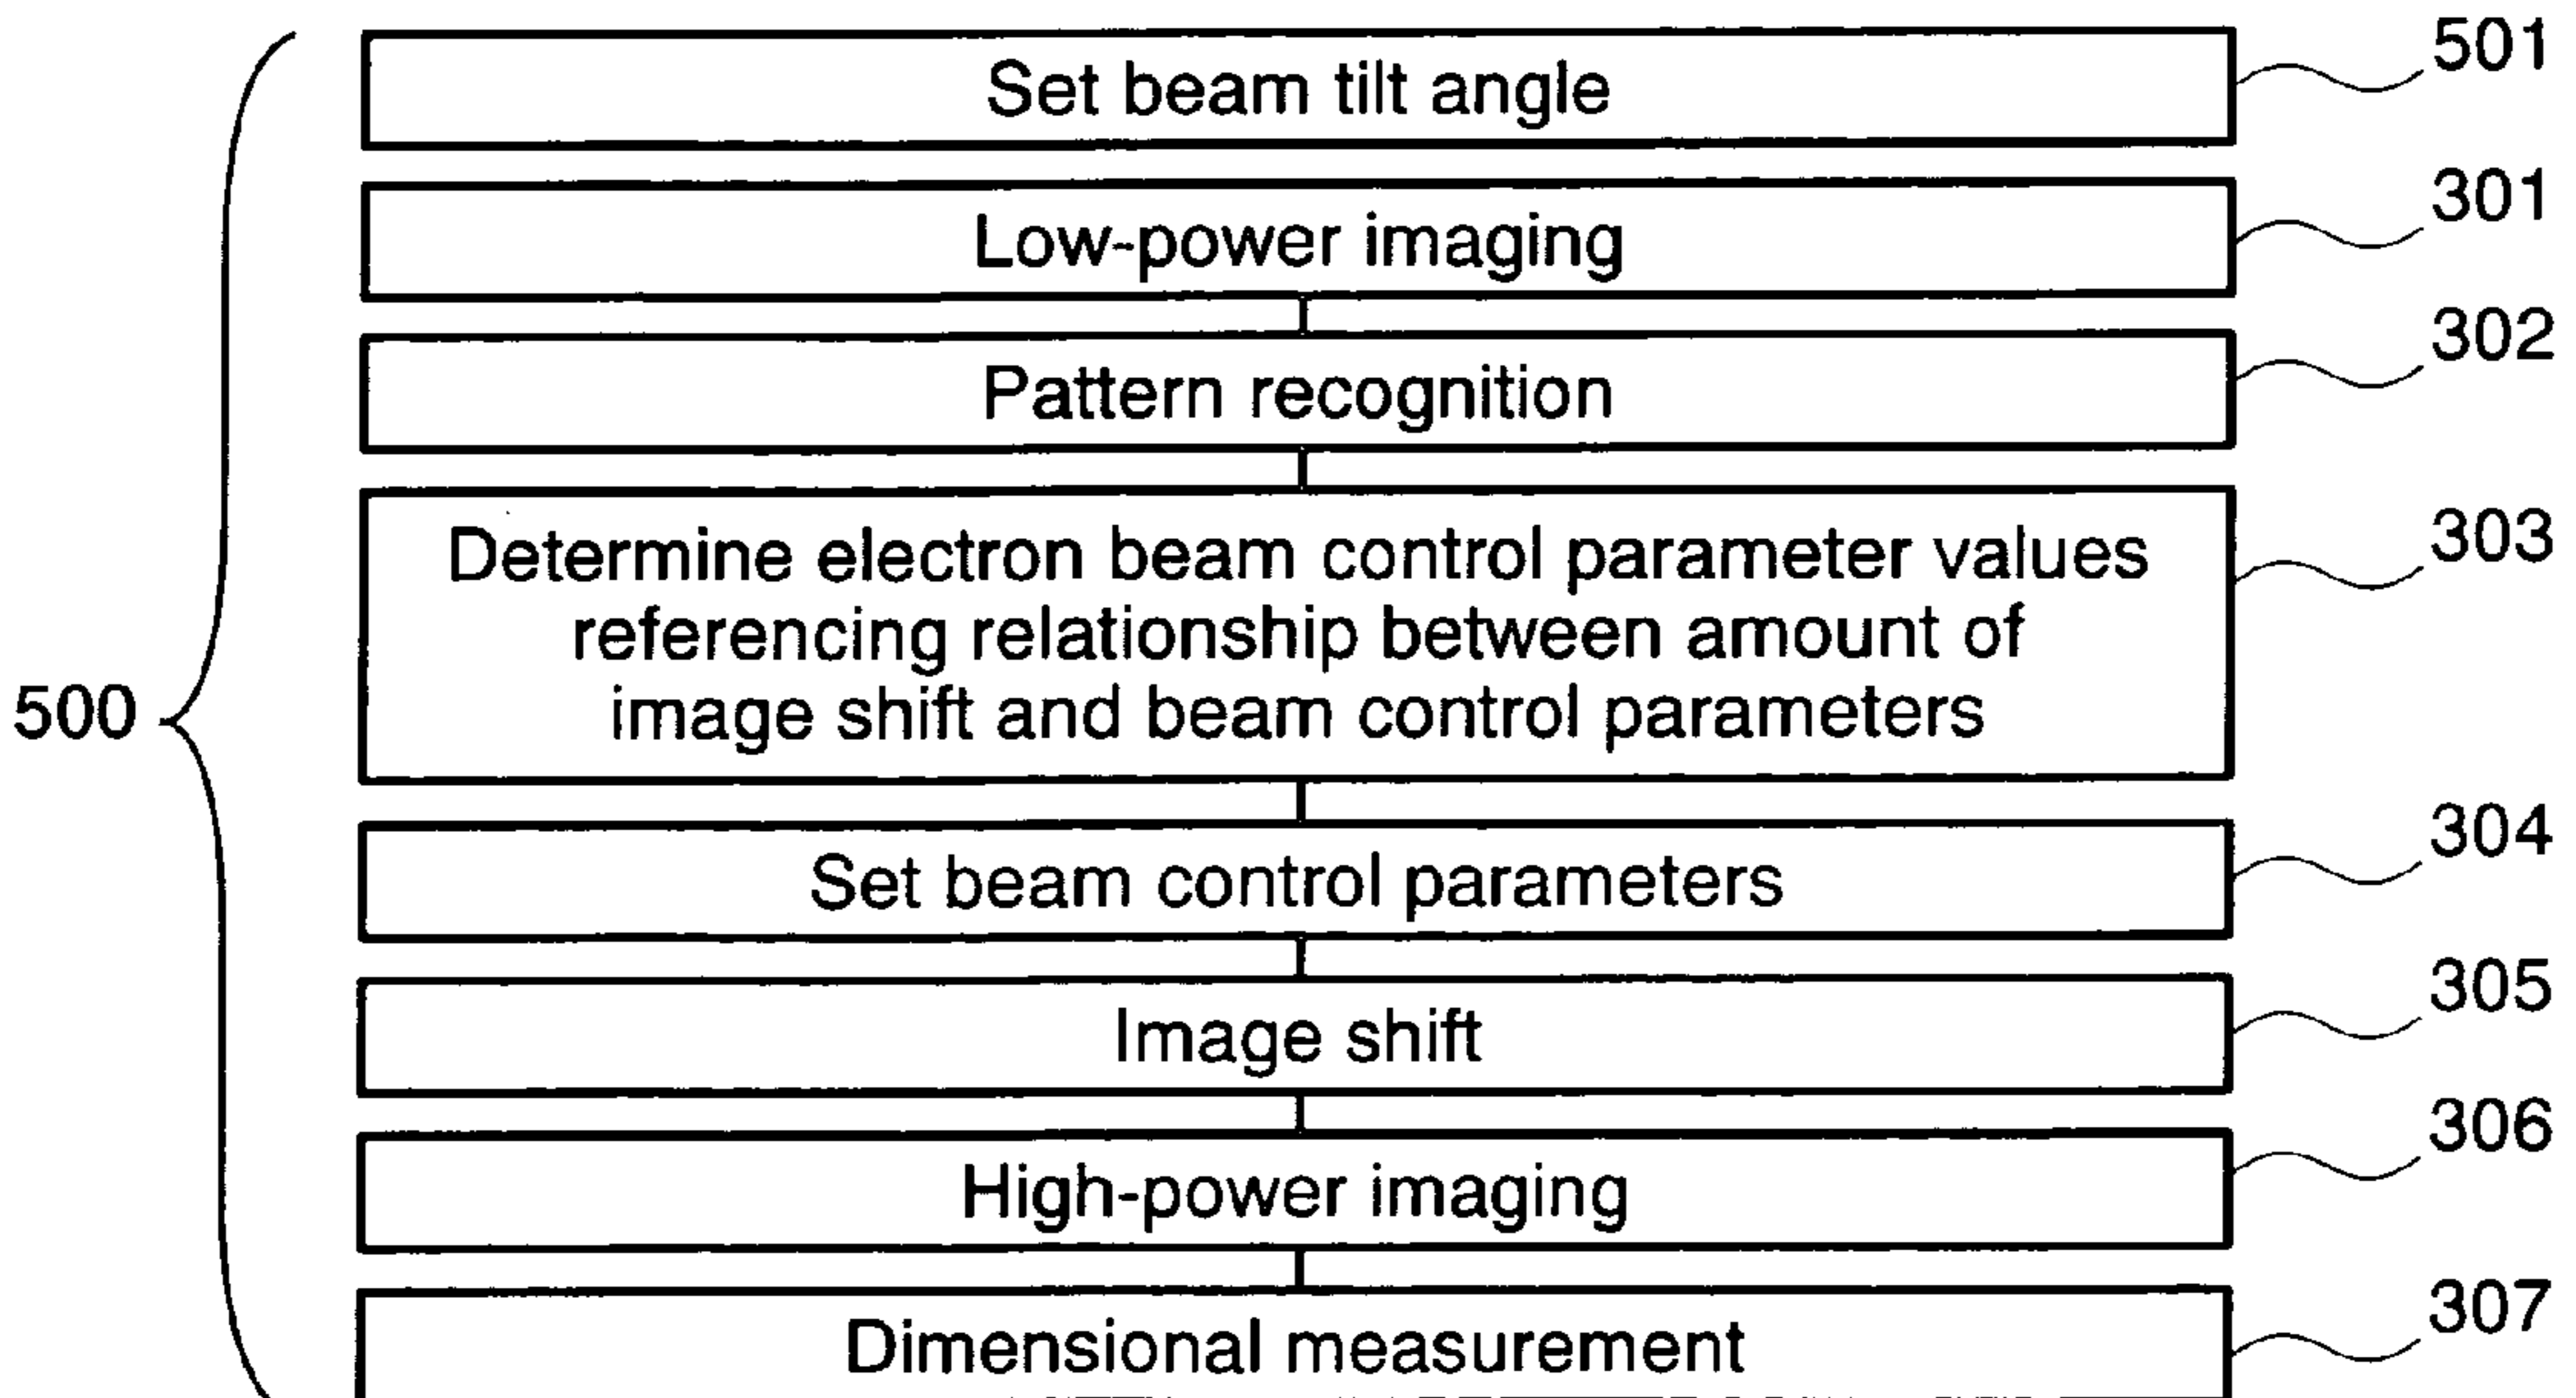 Set beam tilt angle
501
Low-power imaging
301
Pattern recognition
302
Determine electron beam control parameter values
referencing relationship between amount of
image shift and beam control parameters
303
500
Set beam control parameters
304
Image shift
305
High-power imaging
306
Dimensional measurement
307